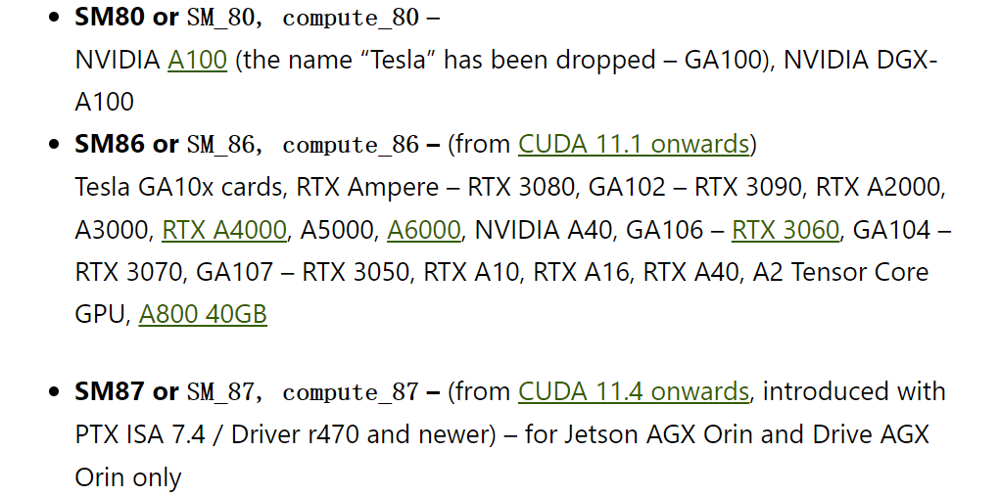 SM80 or SM_80, compute_80 –
NVIDIA A100 (the name “Tesla” has been dropped – GA100), NVIDIA DGX-
A100
SM86 or SM_86, compute_86 – (from CUDA 11.1 onwards)
Tesla GA10x cards, RTX Ampere – RTX 3080, GA102 – RTX 3090, RTX A2000,
A3000, RTX A4000, A5000, A6000, NVIDIA A40, GA106 – RTX 3060, GA104 –
RTX 3070, GA107 – RTX 3050, RTX A10, RTX A16, RTX A40, A2 Tensor Core
GPU, A800 40GB
SM87 or SM_87, compute_87 – (from CUDA 11.4 onwards, introduced with
PTX ISA 7.4 / Driver r470 and newer) – for Jetson AGX Orin and Drive AGX
Orin only